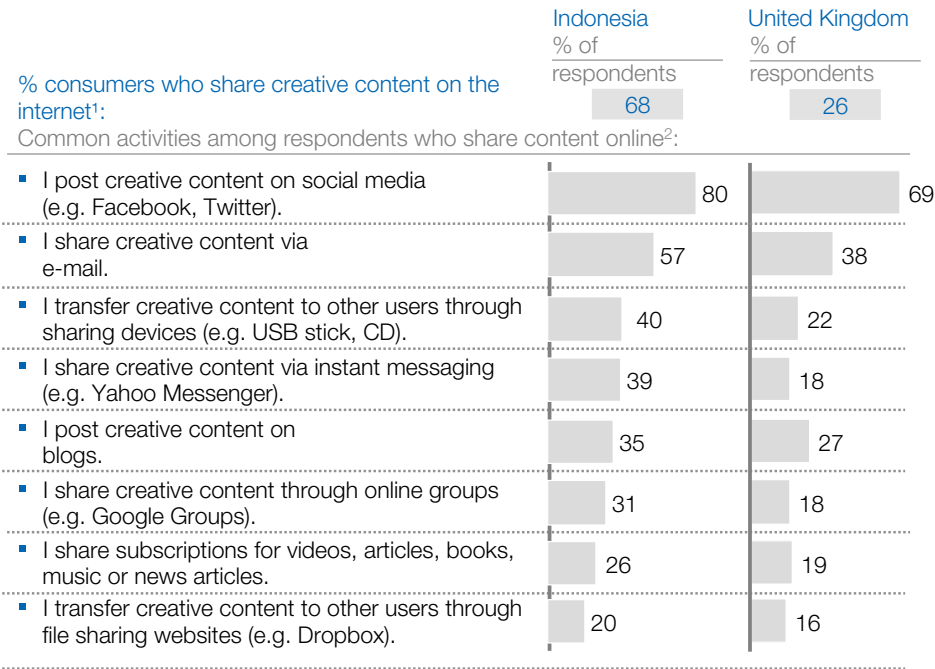 Indonesia
United Kingdom
% of
respondents
% of
respondents
% consumers who share creative content on the
internet¹:
68
26
Common activities among respondents who share content online²:
▪ I post creative content on social media
(e.g. Facebook, Twitter).
80
69
▪ I share creative content via
e-mail.
57
38
▪ I transfer creative content to other users through
sharing devices (e.g. USB stick, CD).
40
22
▪ I share creative content via instant messaging
(e.g. Yahoo Messenger).
39
18
▪ I post creative content on
blogs.
35
27
▪ I share creative content through online groups
(e.g. Google Groups).
31
18
▪ I share subscriptions for videos, articles, books,
music or news articles.
26
19
▪ I transfer creative content to other users through
file sharing websites (e.g. Dropbox).
20
16